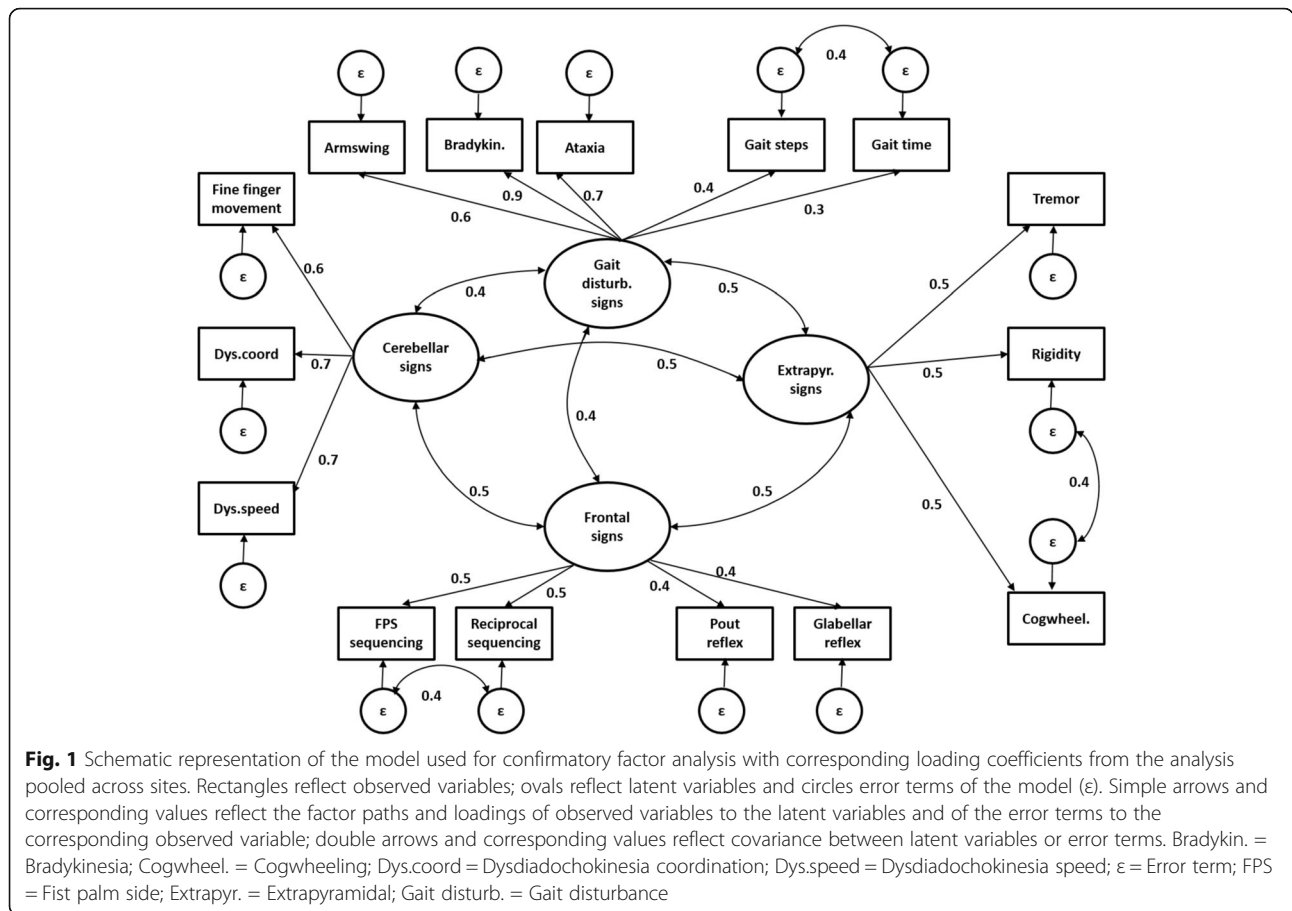 ε
ε
ε
ε
0.4
ε
Armswing
Bradykin.
Ataxia
Gait steps
Gait time
Fine finger
movement
0.6
0.9
0.7
0.4
0.3
Tremor
ε
0.6
Gait
disturb.
signs
0.5
ε
0.4
0.5
Dys.coord
0.7
Cerebellar
signs
0.5
Extrapyr.
signs
0.5
Rigidity
ε
0.4
ε
0.7
0.4
Dys.speed
0.5
0.5
0.5
ε
Frontal
signs
ε
0.5
0.5
0.4
0.4
FPS
sequencing
Reciprocal
sequencing
Pout
reflex
Glabellar
reflex
Cogwheel.
ε
0.4
ε
ε
ε
Fig. 1 Schematic representation of the model used for confirmatory factor analysis with corresponding loading coefficients from the analysis
pooled across sites. Rectangles reflect observed variables; ovals reflect latent variables and circles error terms of the model (ε). Simple arrows and
corresponding values reflect the factor paths and loadings of observed variables to the latent variables and of the error terms to the
corresponding observed variable; double arrows and corresponding values reflect covariance between latent variables or error terms. Bradykin. =
Bradykinesia; Cogwheel. = Cogwheeling; Dys.coord = Dysdiadochokinesia coordination; Dys.speed = Dysdiadochokinesia speed; ε = Error term; FPS
= Fist palm side; Extrapyr. = Extrapyramidal; Gait disturb. = Gait disturbance